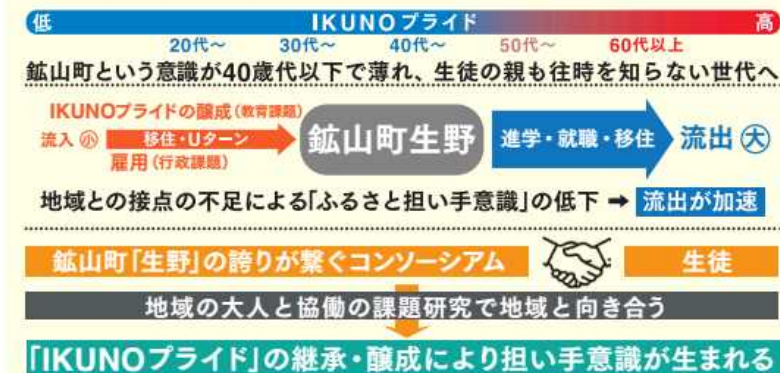 低 IKUNOプライド 高
20代～ 30代～ 40代～ 50代～ 60代以上
鉱山町という意識が40歳代以下で薄れ、生徒の親も往時を知らない世代へ
IKUNOプライドの醸成(教育課題)
流入㊙小
移住・Uターン
雇用(行政課題)
鉱山町生野
進学・就職・移住
流出 大
地域との接点の不足による「ふるさと担い手意識」の低下 ➡ 流出が加速
鉱山町「生野」の誇りが繋ぐコンソーシアム 生徒
地域の大人と協働の課題研究で地域と向き合う
「IKUNOプライド」の継承・醸成により担い手意識が生まれる